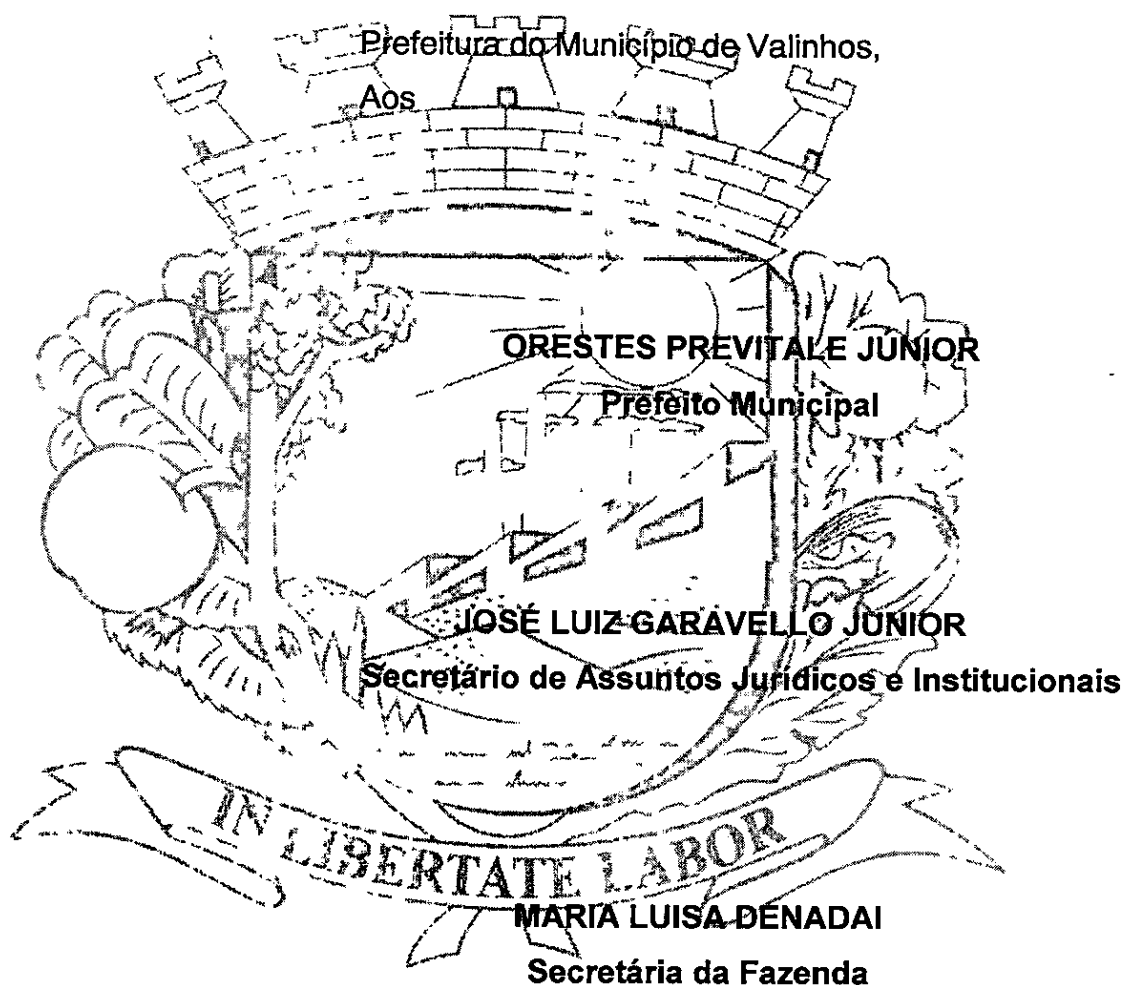 Prefeitura do Município de Valinhos,
Aos
ORESTES PREVITALE JÚNIOR
Prefeito Municipal
JOSÉ LUIZ GARAVELLO JUNIOR
Secretário de Assuntos Jurídicos e Institucionais
IN LIBERTATE LABOR
MARIA LUISA DENADAI
Secretária da Fazenda